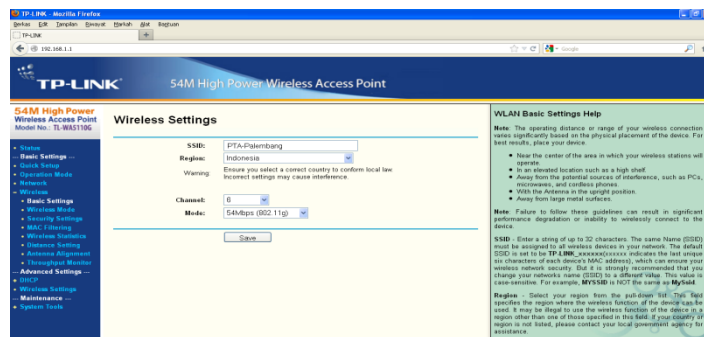 TP-LINK - Mozilla Firefox
Berkas Edit Tampilan Riwayat Markah Alat Bantuan
TP-LINK
192.168.1.1
Google
TP-LINK
54M High Power Wireless Access Point
54M High Power
Wireless Access Point
Model No.: TL-WA5110G
Status
--- Basic Settings ---
Quick Setup
Operation Mode
Network
Wireless
Basic Settings
Wireless Mode
Security Settings
MAC Filtering
Wireless Statistics
Distance Setting
Antenna Alignment
Throughput Monitor
--- Advanced Settings ---
DHCP
Wireless Settings
--- Maintenance ---
System Tools
Wireless Settings
SSID: PTA-Palembang
Region: Indonesia
Warning: Ensure you select a correct country to conform local law.
Incorrect settings may cause interference.
Channel: 6
Mode: 54Mbps (802.11g)
Save
WLAN Basic Settings Help
Note: The operating distance or range of your wireless connection
varies significantly based on the physical placement of the device. For
best results, place your device.
Near the center of the area in which your wireless stations will
operate.
In an elevated location such as a high shelf.
Away from the potential sources of interference, such as PCs,
microwaves, and cordless phones.
With the Antenna in the upright position.
Away from large metal surfaces.
Note: Failure to follow these guidelines can result in significant
performance degradation or inability to wirelessly connect to the
device.
SSID - Enter a string of up to 32 characters. The same Name (SSID)
must be assigned to all wireless devices in your network. The default
SSID is set to be TP-LINK_xxxxxx(xxxxxx indicates the last unique
six characters of each device's MAC address), which can ensure your
wireless network security. But it is strongly recommended that you
change your networks name (SSID) to a different value. This value is
case-sensitive. For example, MYSSID is NOT the same as MySsid.
Region - Select your region from the pull-down list. This field
specifies the region where the wireless function of the device can be
used. It may be illegal to use the wireless function of the device in a
region other than one of those specified in this field. If your country or
region is not listed, please contact your local government agency for
assistance.